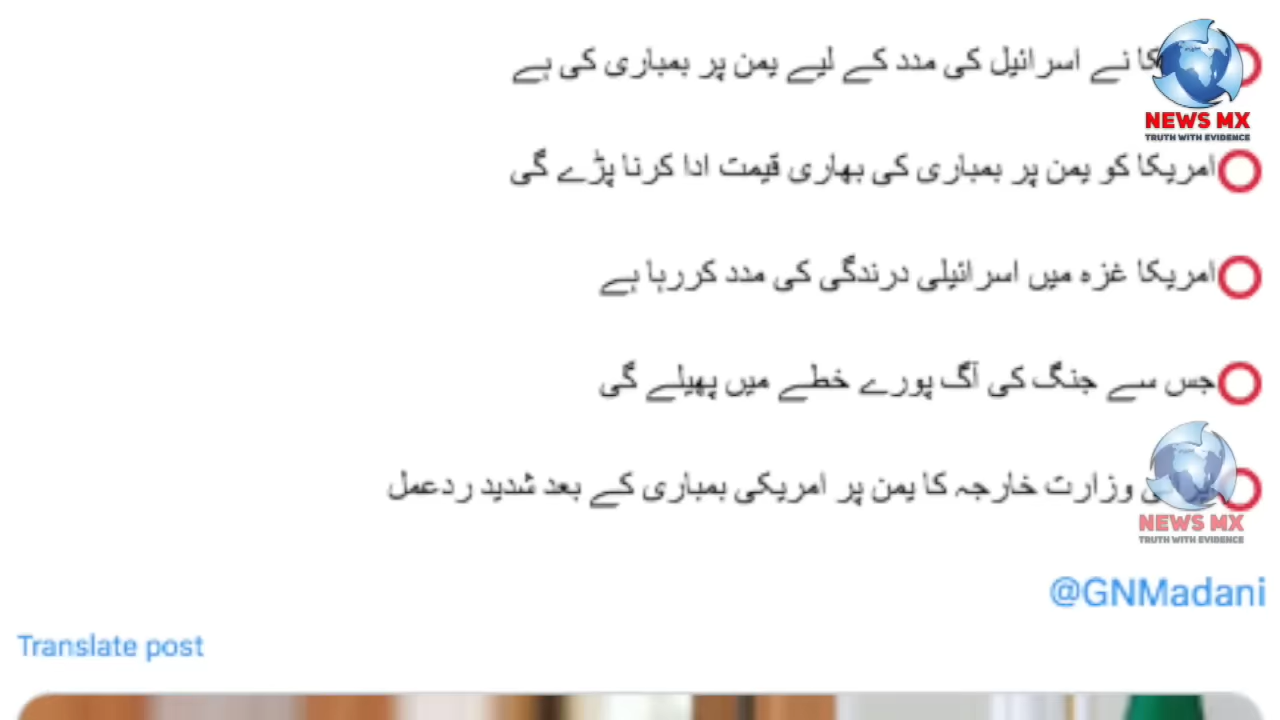 کا نے اسرائیل کی مدد کے لیے یمن پر بمباری کی ہے
NEWS MX
TRUTH WITH EVIDENCE
امریکا کو یمن پر بمباری کی بھاری قیمت ادا کرنا پڑے گی
امریکا غزہ میں اسرائیلی درندگی کی مدد کررہا ہے
جس سے جنگ کی آگ پورے خطے میں پھیلے گی
وزارت خارجہ کا یمن پر امریکی بمباری کے بعد شدید ردعمل
NEWS MX
TRUTH WITH EVIDENCE
@GNMadani
Translate post